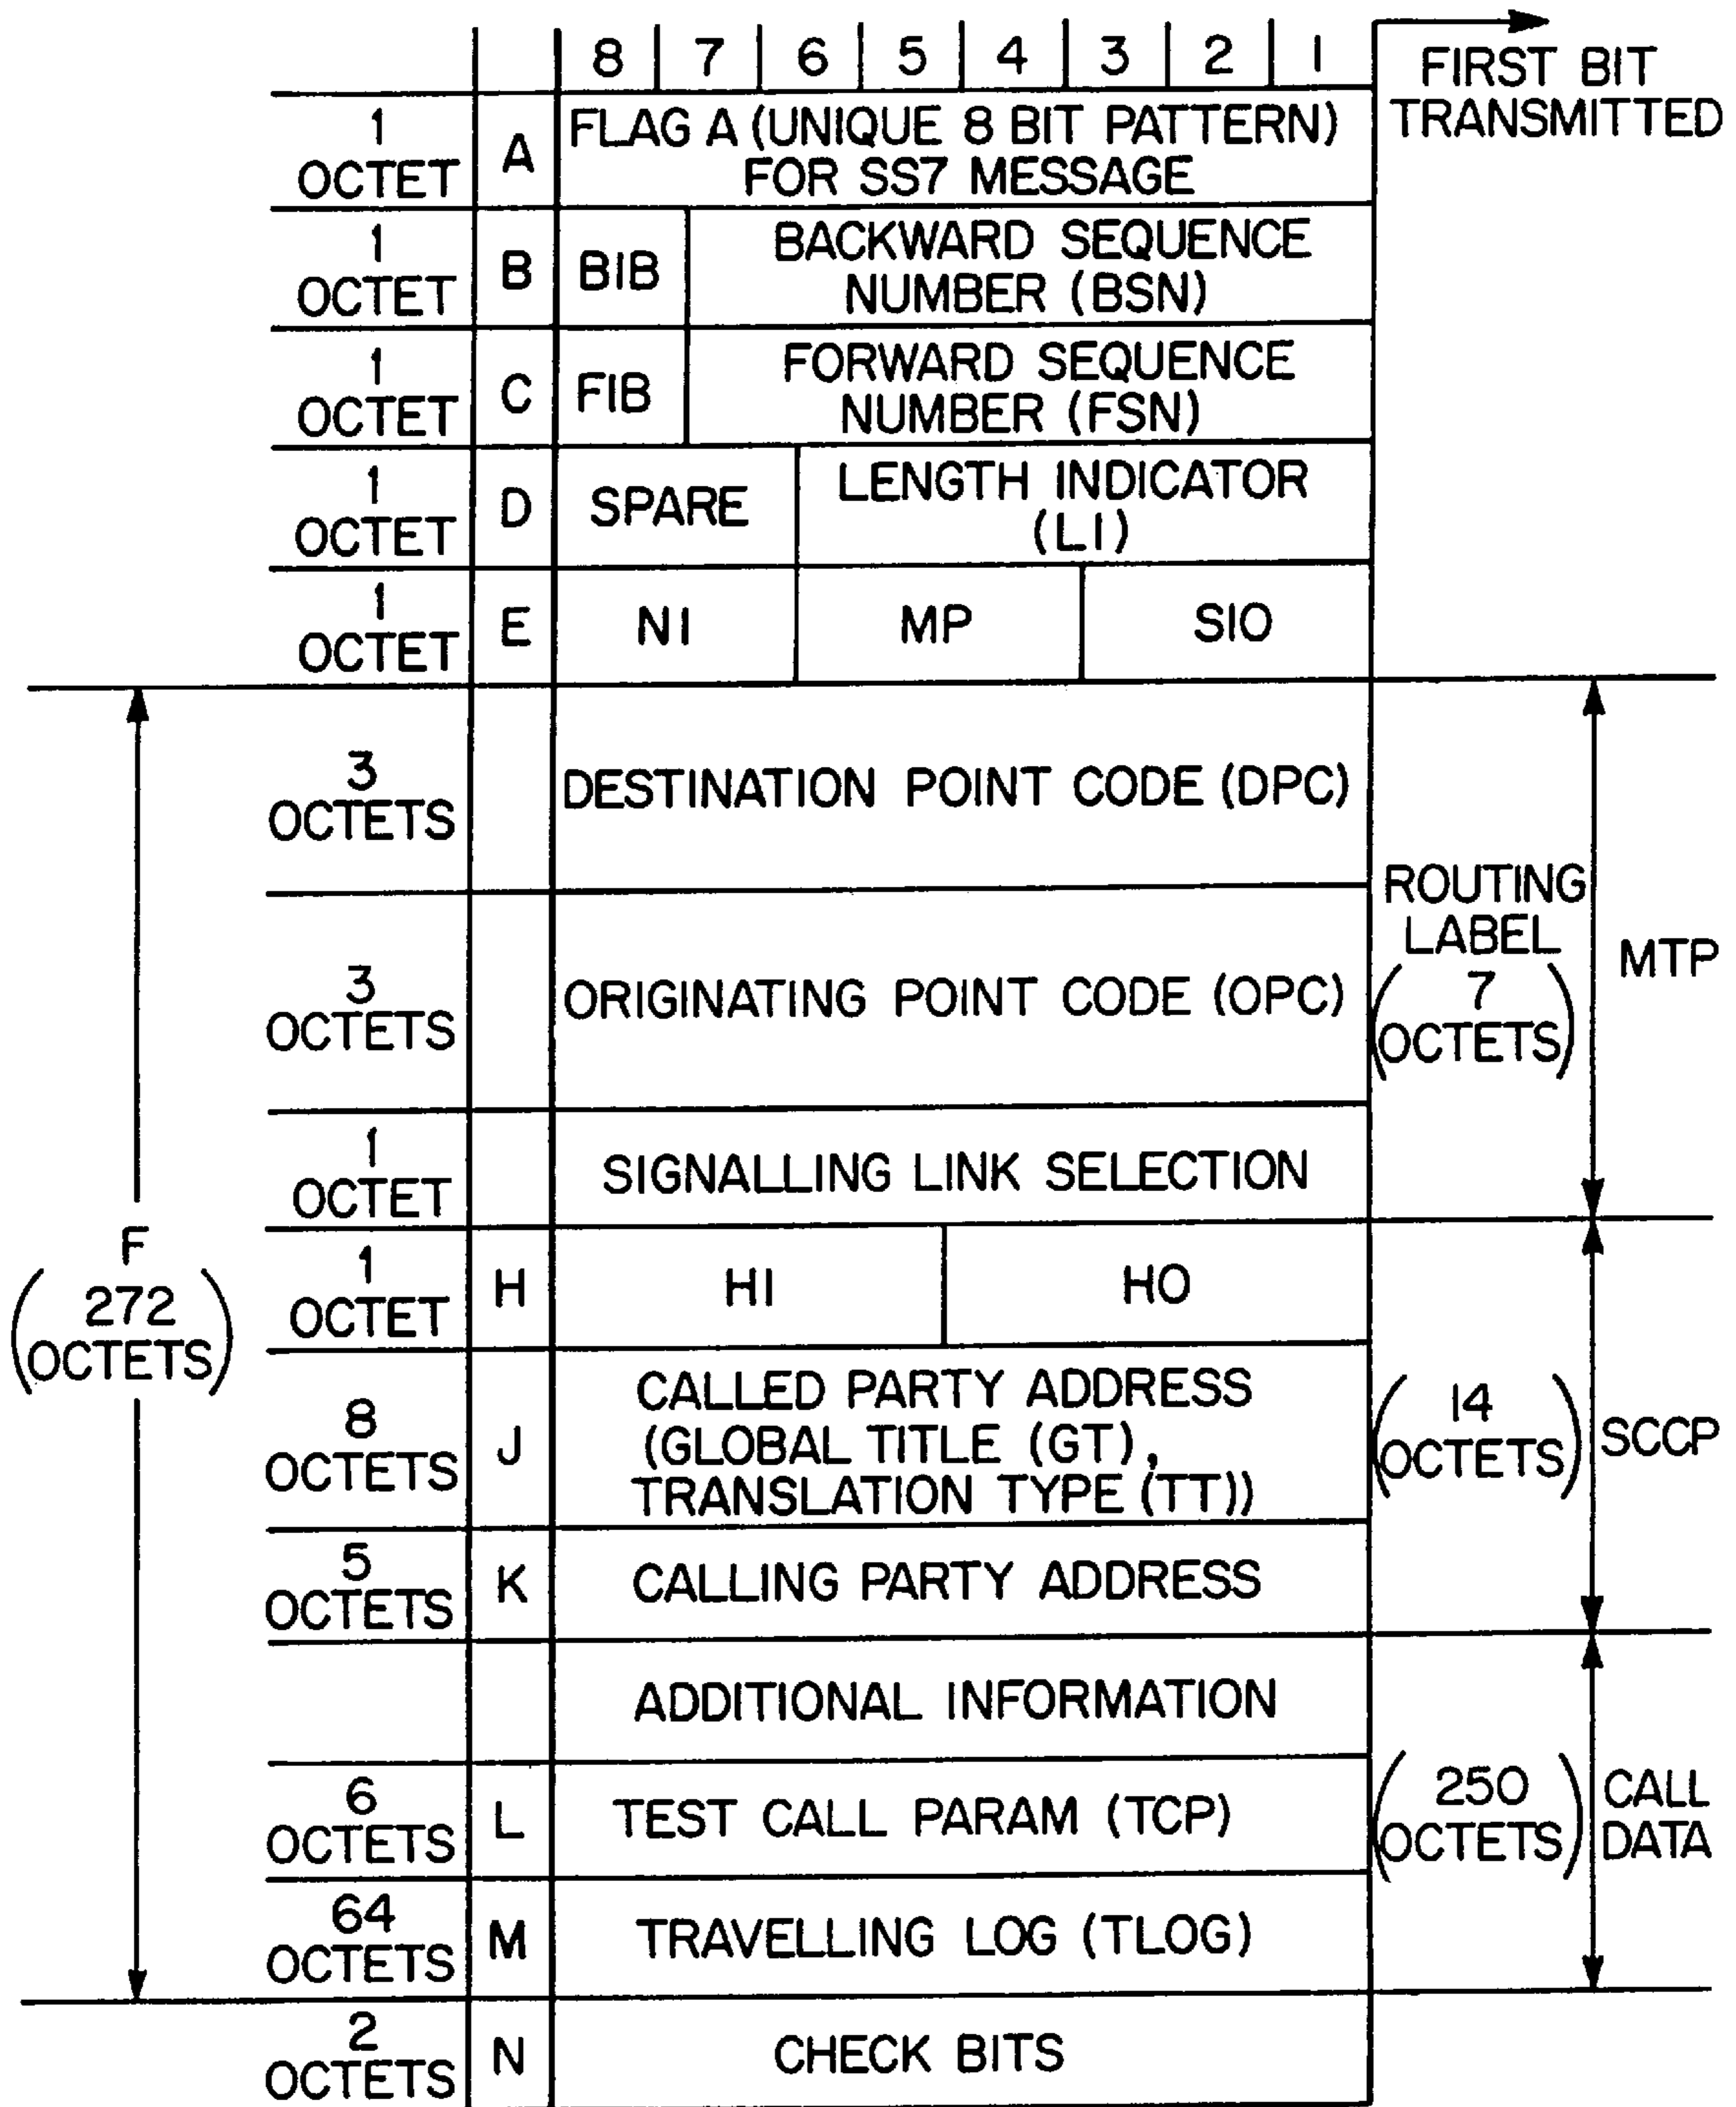 8 7 6 5 4 3 2 1
FIRST BIT
TRANSMITTED
1
OCTET
A
FLAG A (UNIQUE 8 BIT PATTERN)
FOR SS7 MESSAGE
1
OCTET
B
BIB
BACKWARD SEQUENCE
NUMBER (BSN)
1
OCTET
C
FIB
FORWARD SEQUENCE
NUMBER (FSN)
1
OCTET
D
SPARE
LENGTH INDICATOR
(LI)
1
OCTET
E
NI
MP
SIO
3
OCTETS
DESTINATION POINT CODE (DPC)
3
OCTETS
ORIGINATING POINT CODE (OPC)
ROUTING
LABEL
(7
OCTETS)
MTP
1
OCTET
SIGNALLING LINK SELECTION
F
(272
OCTETS)
1
OCTET
H
HI
HO
8
OCTETS
J
CALLED PARTY ADDRESS
(GLOBAL TITLE (GT),
TRANSLATION TYPE (TT))
(14
OCTETS)
SCCP
5
OCTETS
K
CALLING PARTY ADDRESS
ADDITIONAL INFORMATION
6
OCTETS
L
TEST CALL PARAM (TCP)
(250
OCTETS)
CALL
DATA
64
OCTETS
M
TRAVELLING LOG (TLOG)
2
OCTETS
N
CHECK BITS